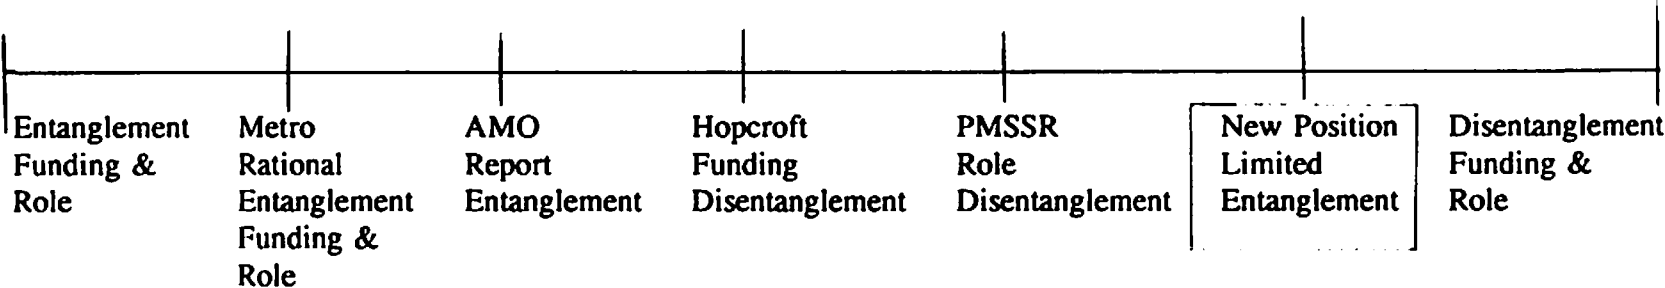 Entanglement
Funding &
Role
Metro
Rational
Entanglement
Funding &
Role
AMO
Report
Entanglement
Hopcroft
Funding
Disentanglement
PMSSR
Role
Disentanglement
New Position
Limited
Entanglement
Disentanglement
Funding &
Role